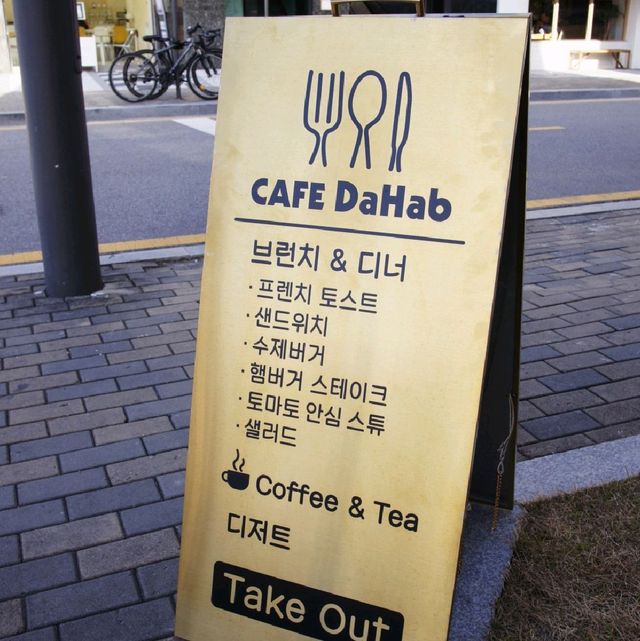 CAFE DaHab
브런치 & 디너
· 프렌치 토스트
· 샌드위치
· 수제버거
· 햄버거 스테이크
· 토마토 안심 스튜
· 샐러드
Coffee & Tea
디저트
Take Out